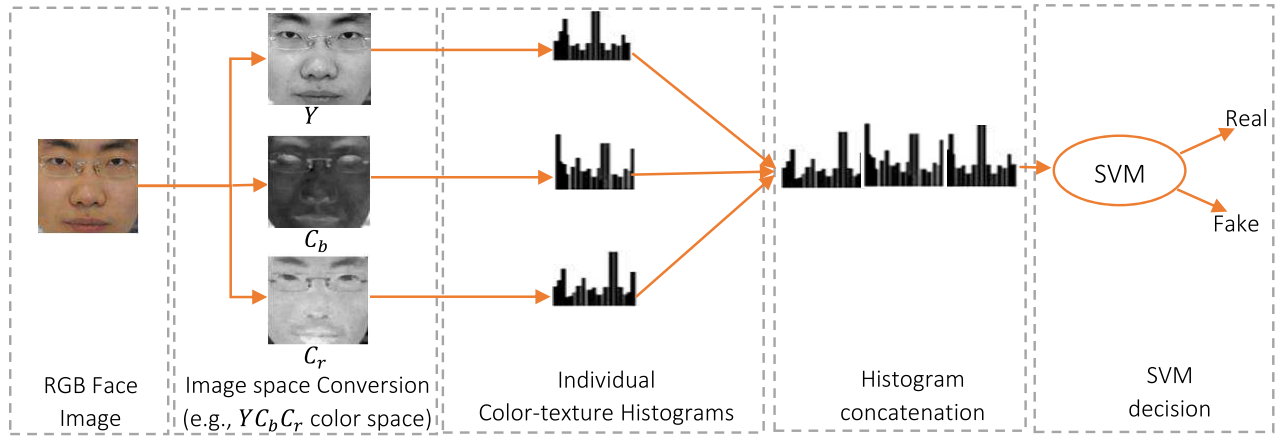 Y
C_b
C_r
SVM
Real
Fake
RGB Face
Image
Image space Conversion
(e.g., YC_bC_r color space)
Individual
Color-texture Histograms
Histogram
concatenation
SVM
decision